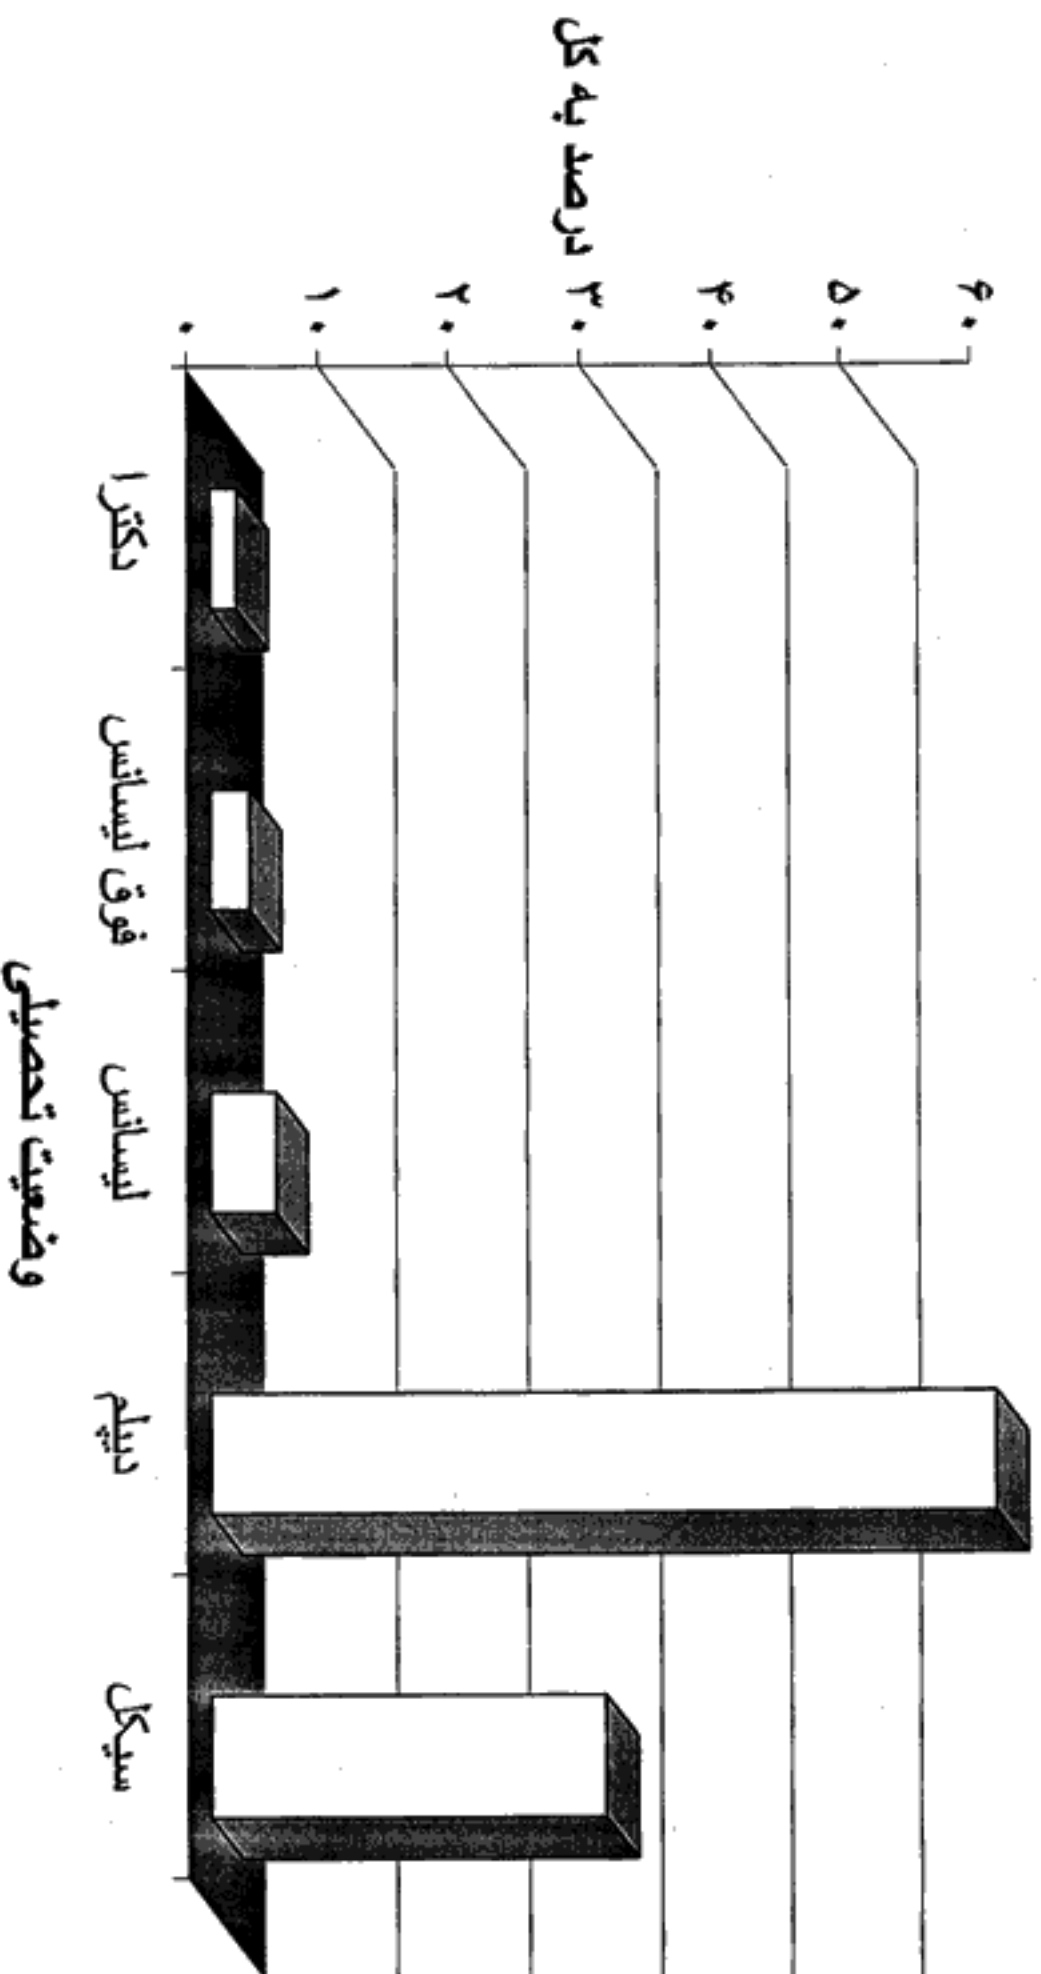 درصد به کل
۶۰
۵۰
۴۰
۳۰
۲۰
۱۰
۰
دکترا
فوق لیسانس
لیسانس
دیپلم
سیکل
وضعیت تحصیلی